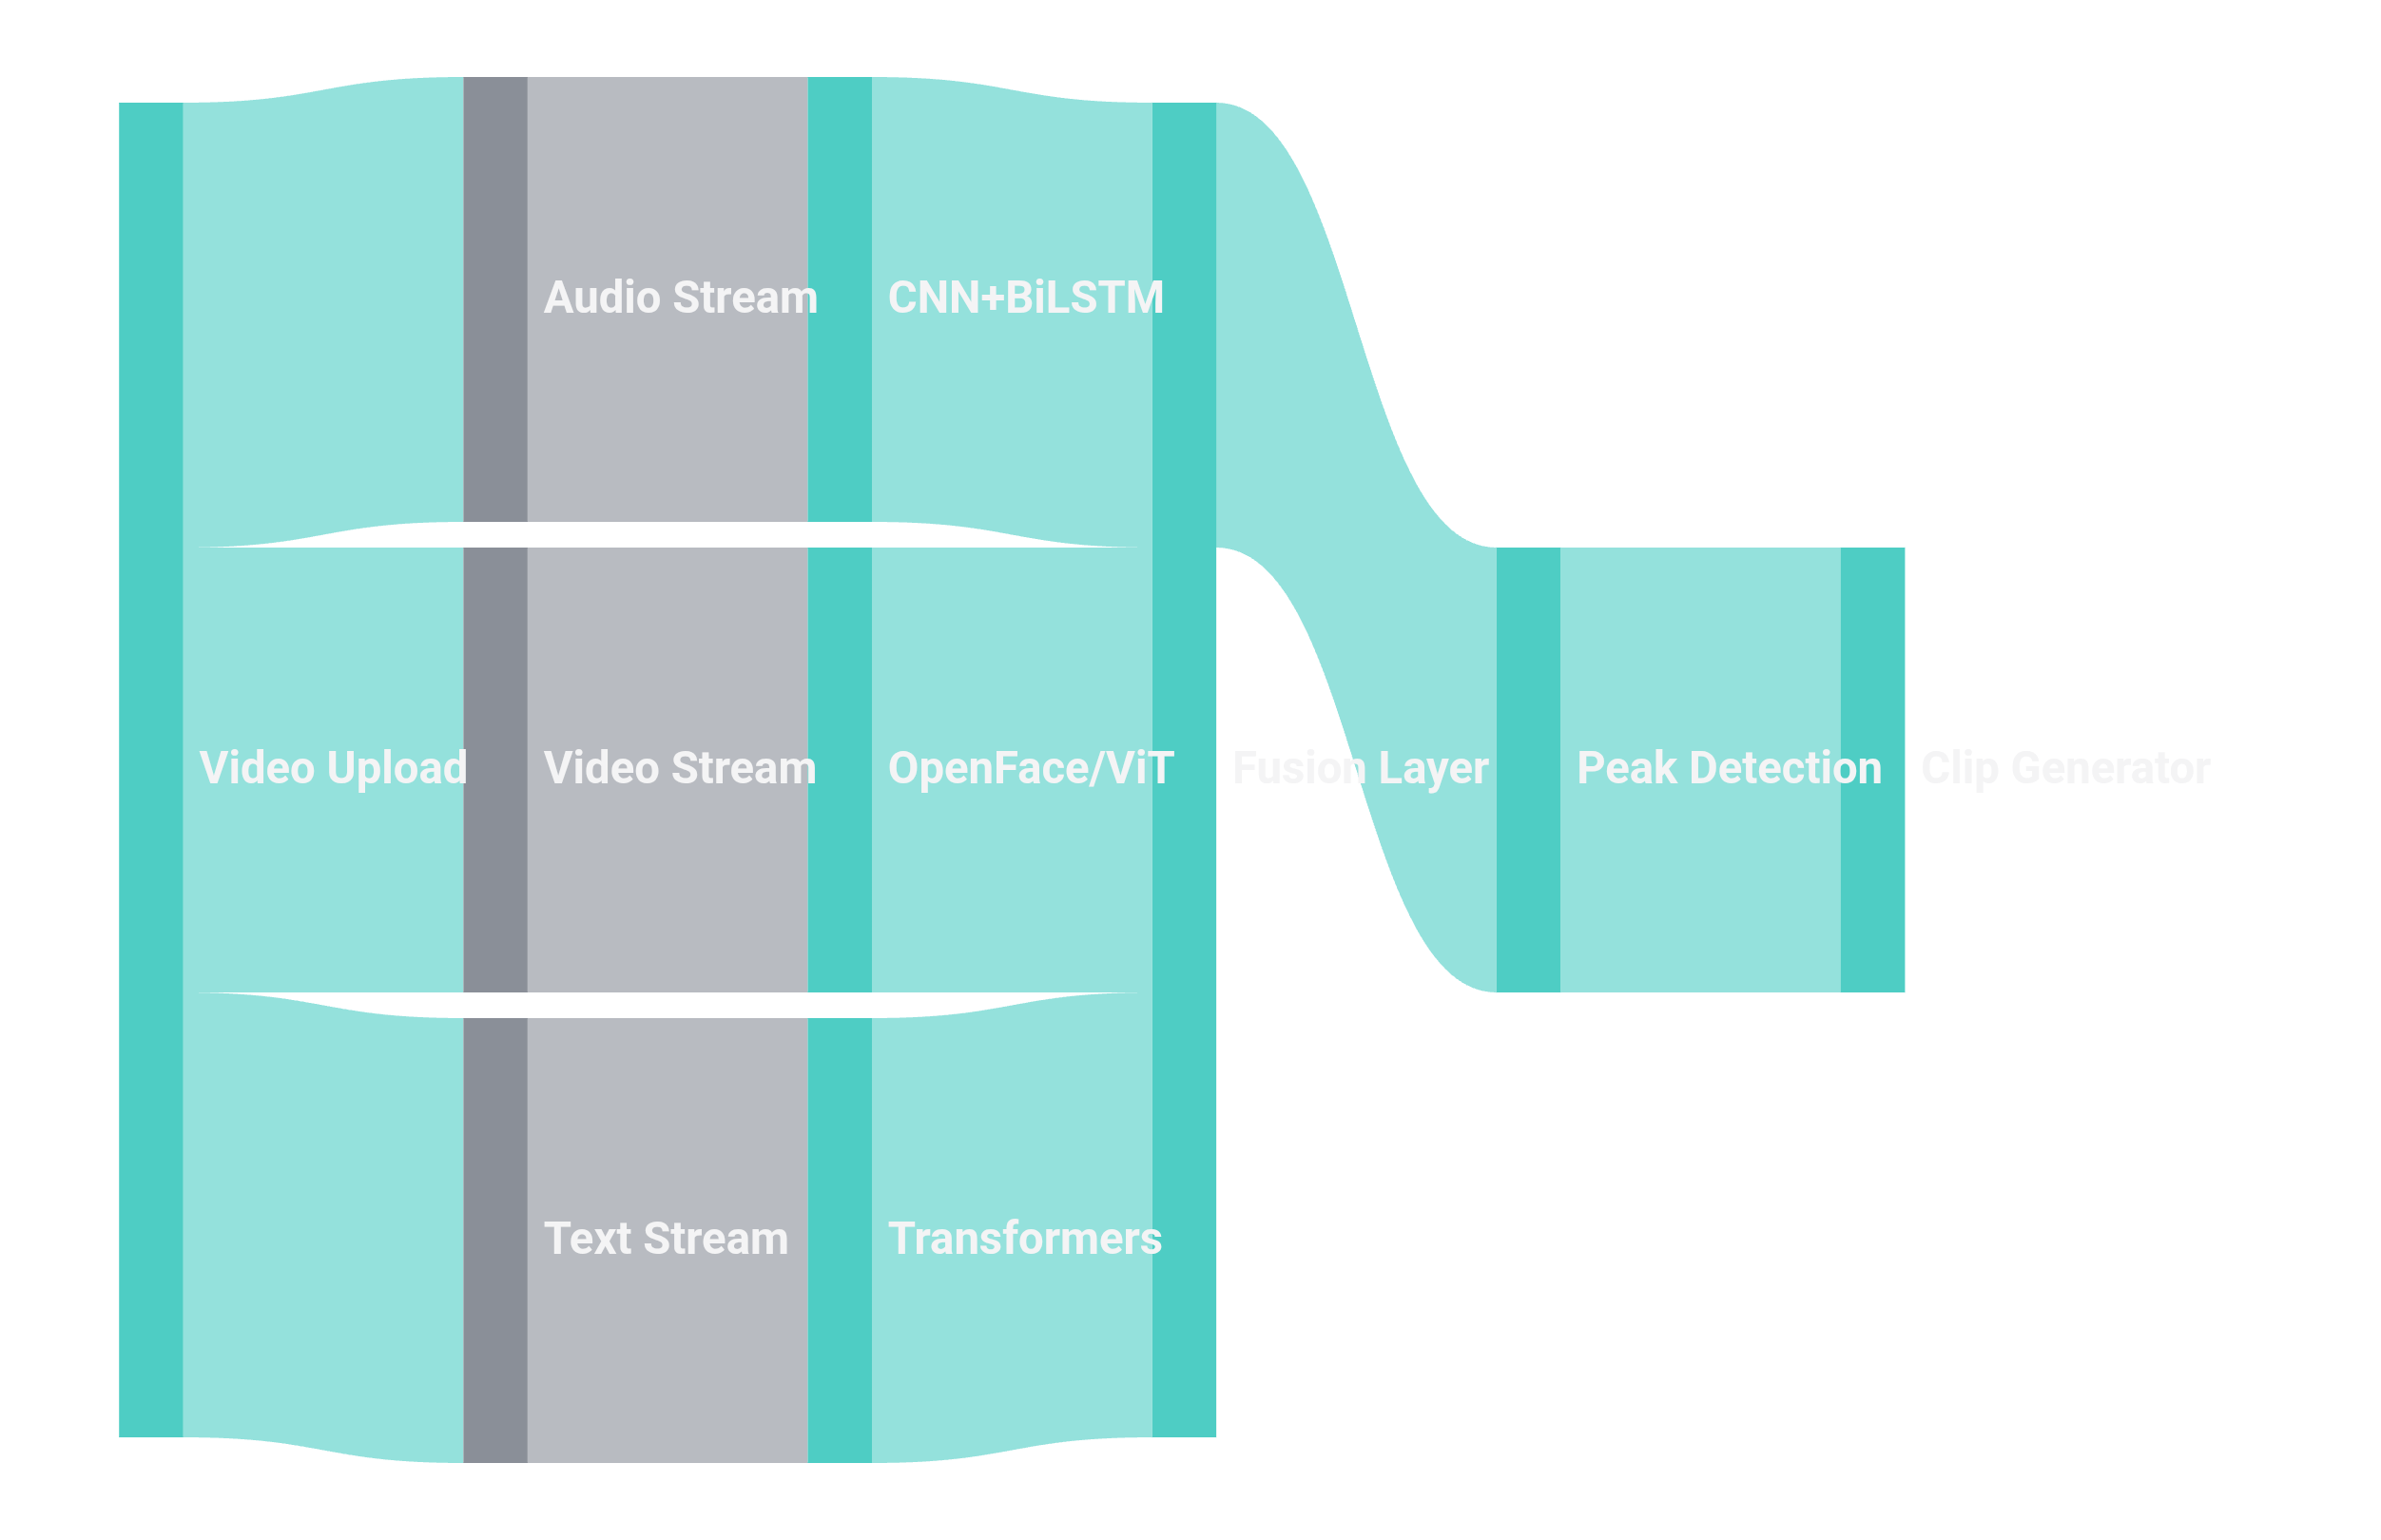 Audio Stream
CNN+BiLSTM
Video Upload
Video Stream
OpenFace/ViT
Fusion Layer
Peak Detection
Clip Generator
Text Stream
Transformers